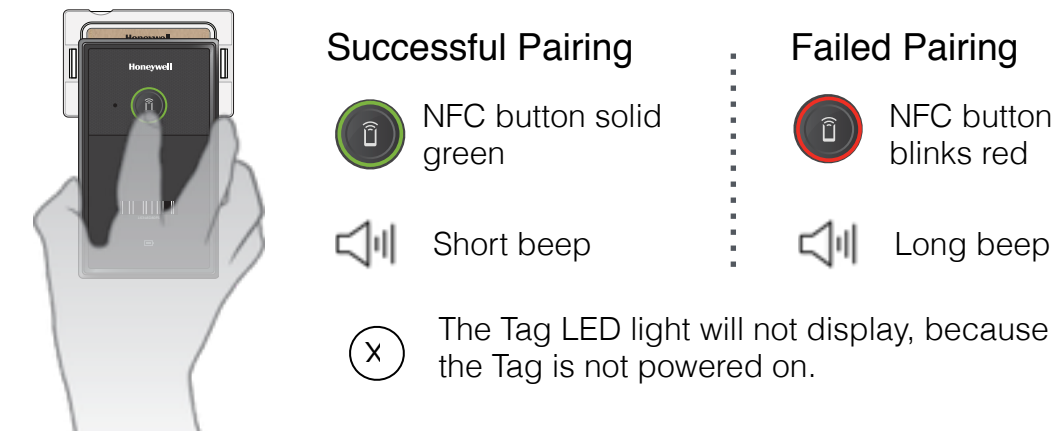 Honeywell
Honeywell
Successful Pairing
NFC button solid
green
Short beep
Failed Pairing
NFC button
blinks red
Long beep
X
The Tag LED light will not display, because
the Tag is not powered on.